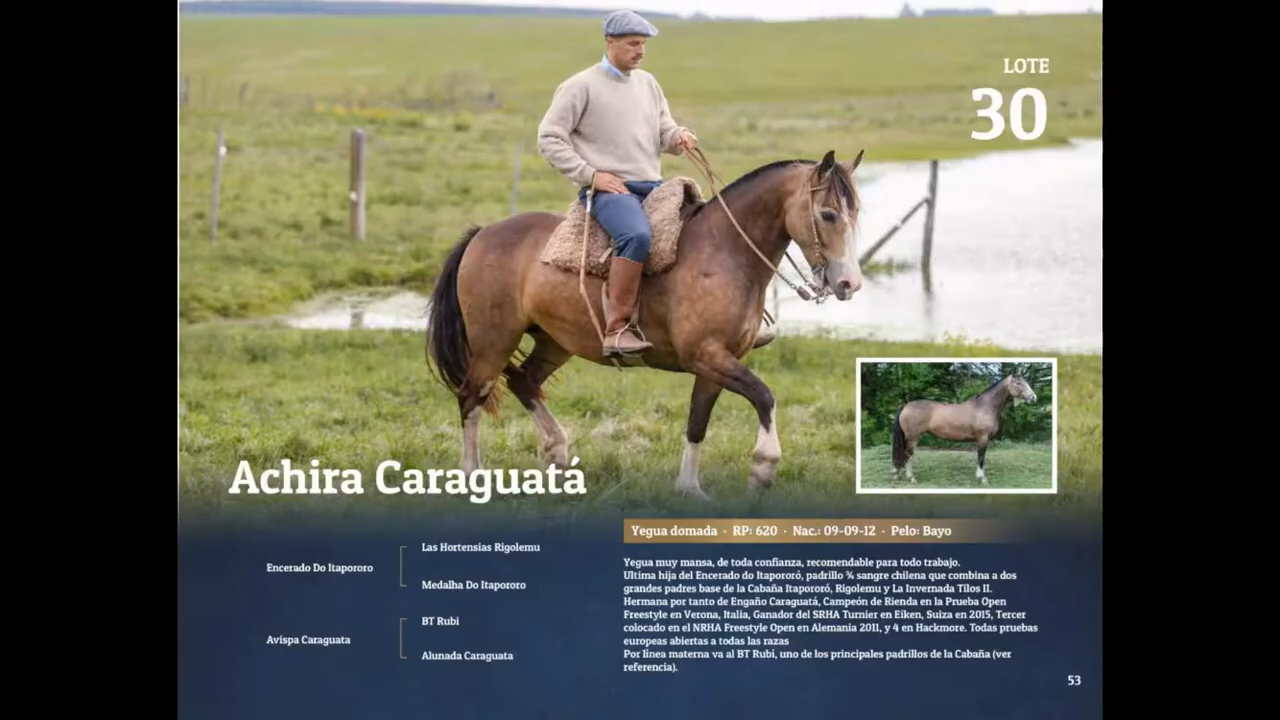 LOTE
30
Achira Caraguatá
Yegua domada · RP: 620 · Nac.: 09-09-12 · Pelo: Bayo
Las Hortensias Rigolemu
Encerado Do Itapororo
Medalha Do Itapororo
BT Rubi
Avispa Caraguata
Alunada Caraguata
Yegua muy mansa, de toda confianza, recomendable para todo trabajo.
Ultima hija del Encerado do Itapororó, padrillo ¾ sangre chilena que combina a dos
grandes padres base de la Cabaña Itapororó, Rigolemu y La Invernada Tilos II.
Hermana por tanto de Engaño Caraguatá, Campeón de Rienda en la Prueba Open
Freestyle en Verona, Italia, Ganador del SRHA Turnier en Eiken, Suiza en 2015, Tercer
colocado en el NRHA Freestyle Open en Alemania 2011, y 4 en Hackmore. Todas pruebas
europeas abiertas a todas las razas
Por línea materna va al BT Rubí, uno de los principales padrillos de la Cabaña (ver
referencia).
53